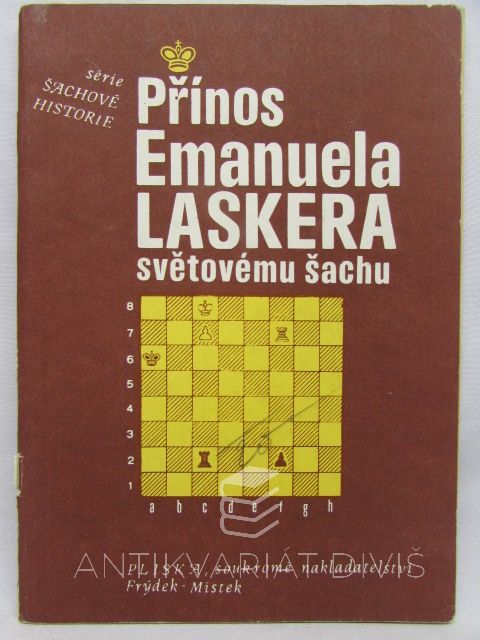 série
ŠACHOVÉ
HISTORIE
Přínos
Emanuela
LASKERA
světovému šachu
8
7
6
5
4
3
2
1
a b c d e f g h
ANTIKVARIÁT DIVIŠ
PLISKA, soukromé nakladatelství
Frýdek - Místek